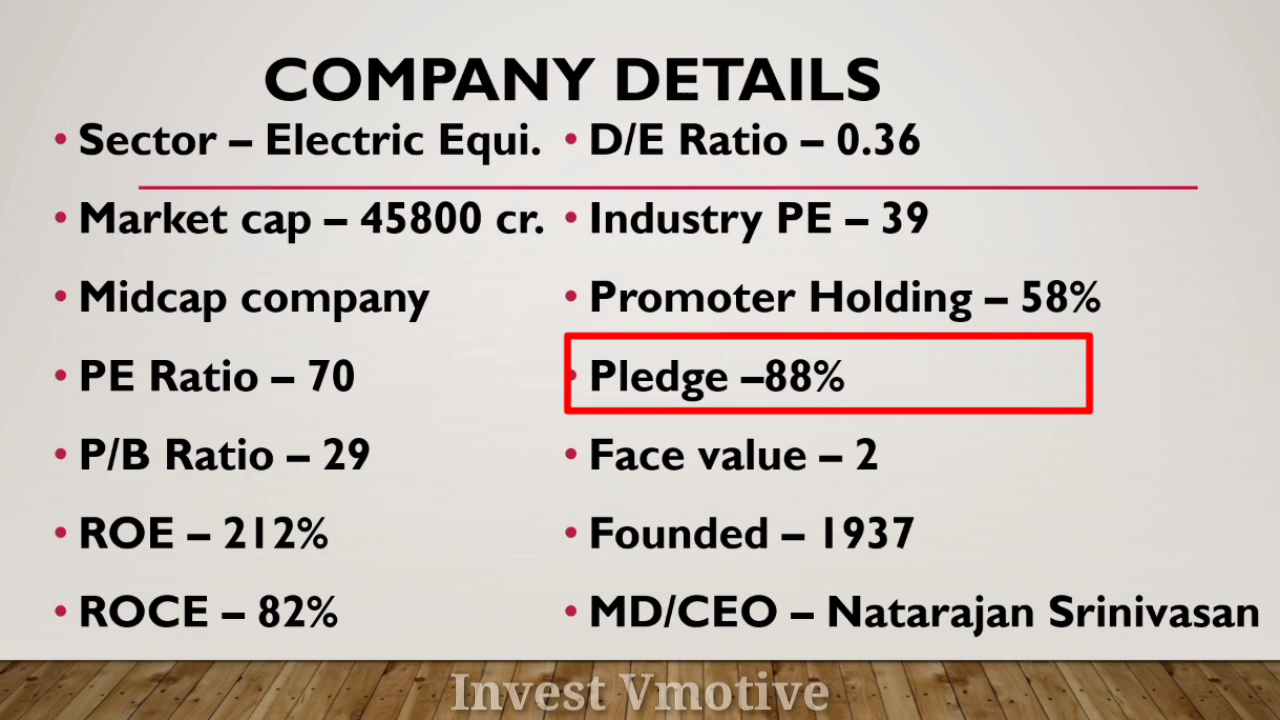 COMPANY DETAILS
• Sector – Electric Equi.
• Market cap – 45800 cr.
• Midcap company
• PE Ratio – 70
• P/B Ratio – 29
• ROE – 212%
• ROCE – 82%
• D/E Ratio – 0.36
• Industry PE – 39
• Promoter Holding – 58%
• Pledge –88%
• Face value – 2
• Founded – 1937
• MD/CEO – Natarajan Srinivasan
Invest Vmotive